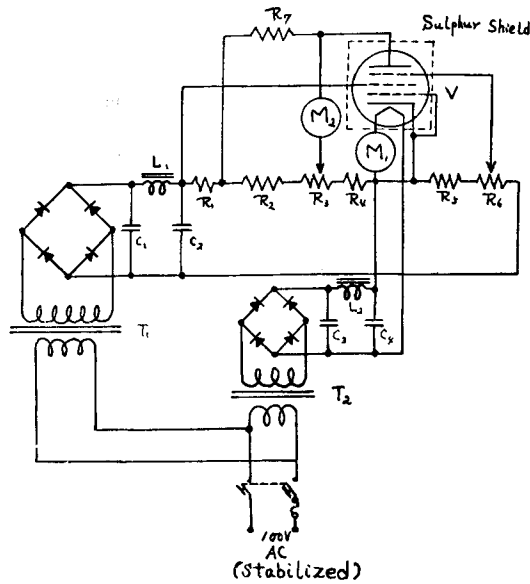 R7
Sulphur Shield
V
M2
M1
L1
R1
R2
R3
R4
R5
R6
C1
C2
L2
C3
C4
T1
T2
100V
AC
(Stabilized)